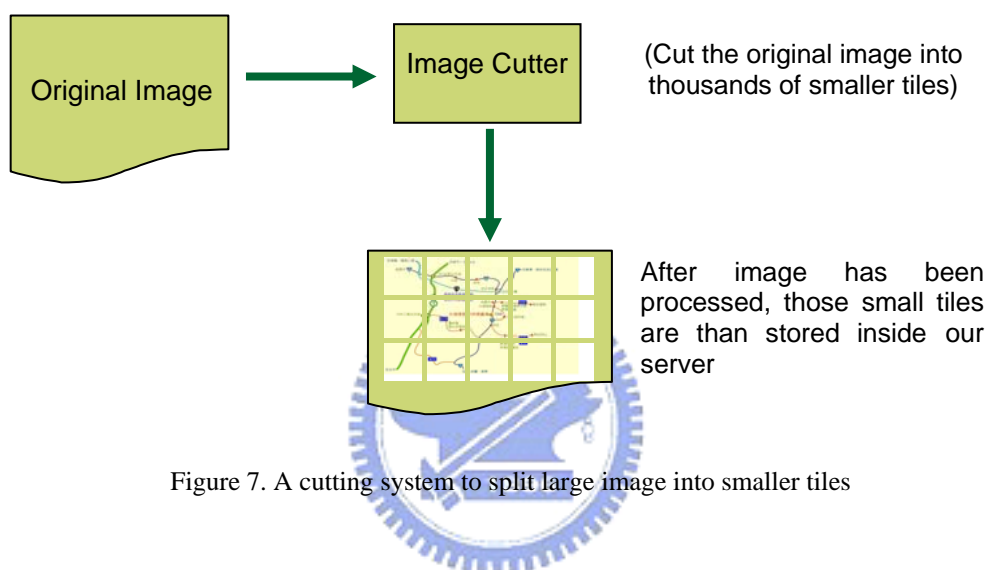 Original Image
Image Cutter
(Cut the original image into
thousands of smaller tiles)
After image has been
processed, those small tiles
are than stored inside our
server
Figure 7. A cutting system to split large image into smaller tiles